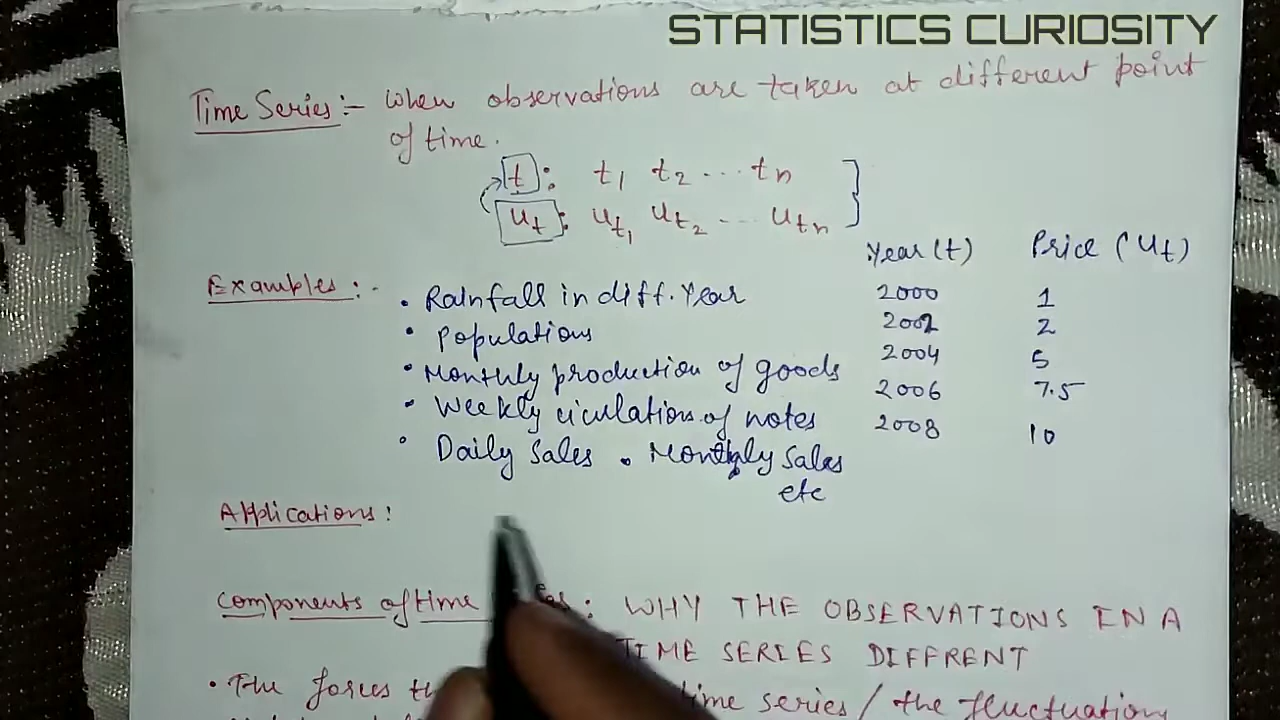 STATISTICS CURIOSITY
Time Series:- When observations are taken at different point
of time.
t: t1 t2 ... tn
ut: ut1 ut2 ... utn
Year (t) Price (ut)
Examples:-
• Rainfall in diff. Year
2000 1
• populations
2002 2
• Monthly production of goods
2004 5
• Weekly ciculation of notes
2006 7.5
• Daily Sales • Monthly Sales
2008 10
etc
Applications:
Components of time : WHY THE OBSERVATIONS IN A
TIME SERIES DIFFRENT
• The forces time series / the fluctuation